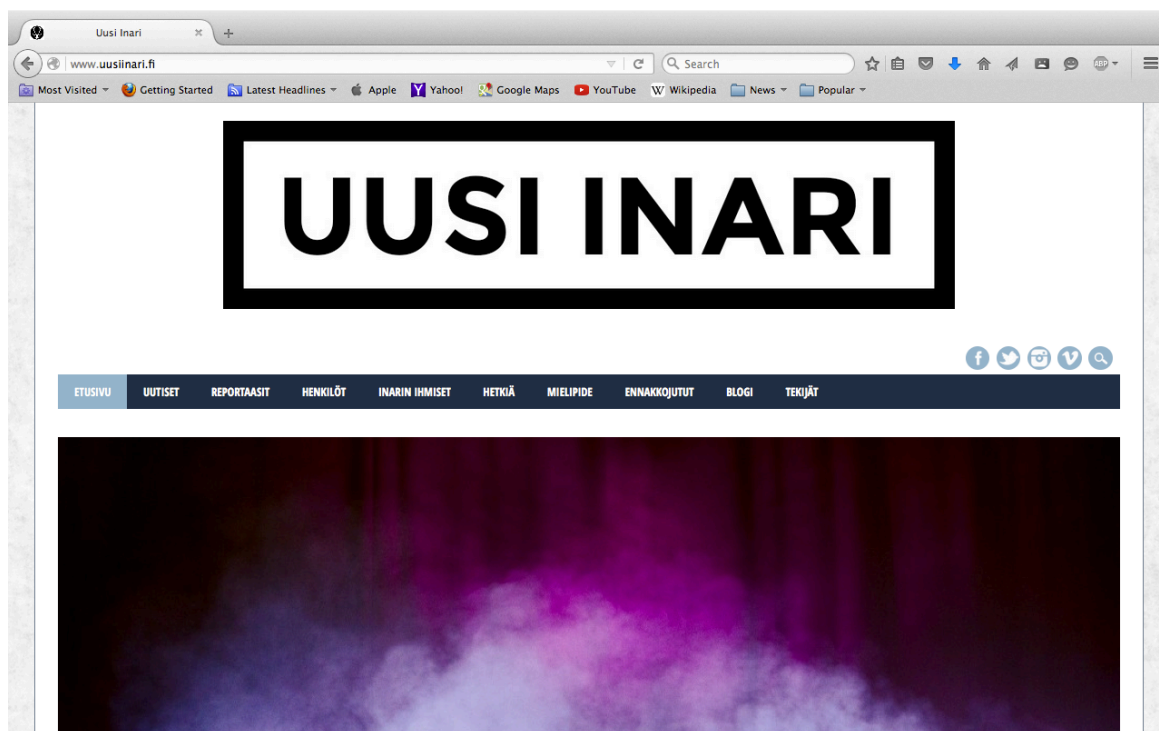 Uusi Inari
www.uusiinari.fi
Search
ABP
Most Visited Getting Started Latest Headlines Apple Yahoo! Google Maps YouTube Wikipedia News Popular
UUSI INARI
ETUSIVU UUTISET REPORTAASIT HENKILÖT INARIN IHMISET HETKIÄ MIELIPIDE ENNAKKOJUTUT BLOGI TEKIJÄT